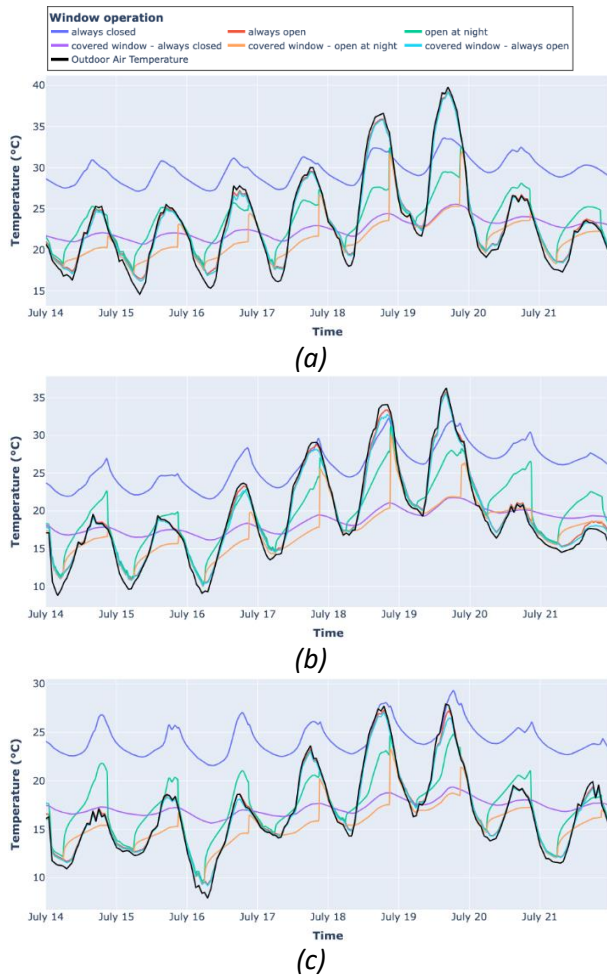 Window operation
always closed always open open at night
covered window - always closed covered window - open at night covered window - always open
Outdoor Air Temperature
40
35
30
25
20
15
Temperature (°C)
July 14 July 15 July 16 July 17 July 18 July 19 July 20 July 21
Time
(a)
35
30
25
20
15
10
Temperature (°C)
July 14 July 15 July 16 July 17 July 18 July 19 July 20 July 21
Time
(b)
30
25
20
15
10
Temperature (°C)
July 14 July 15 July 16 July 17 July 18 July 19 July 20 July 21
Time
(c)